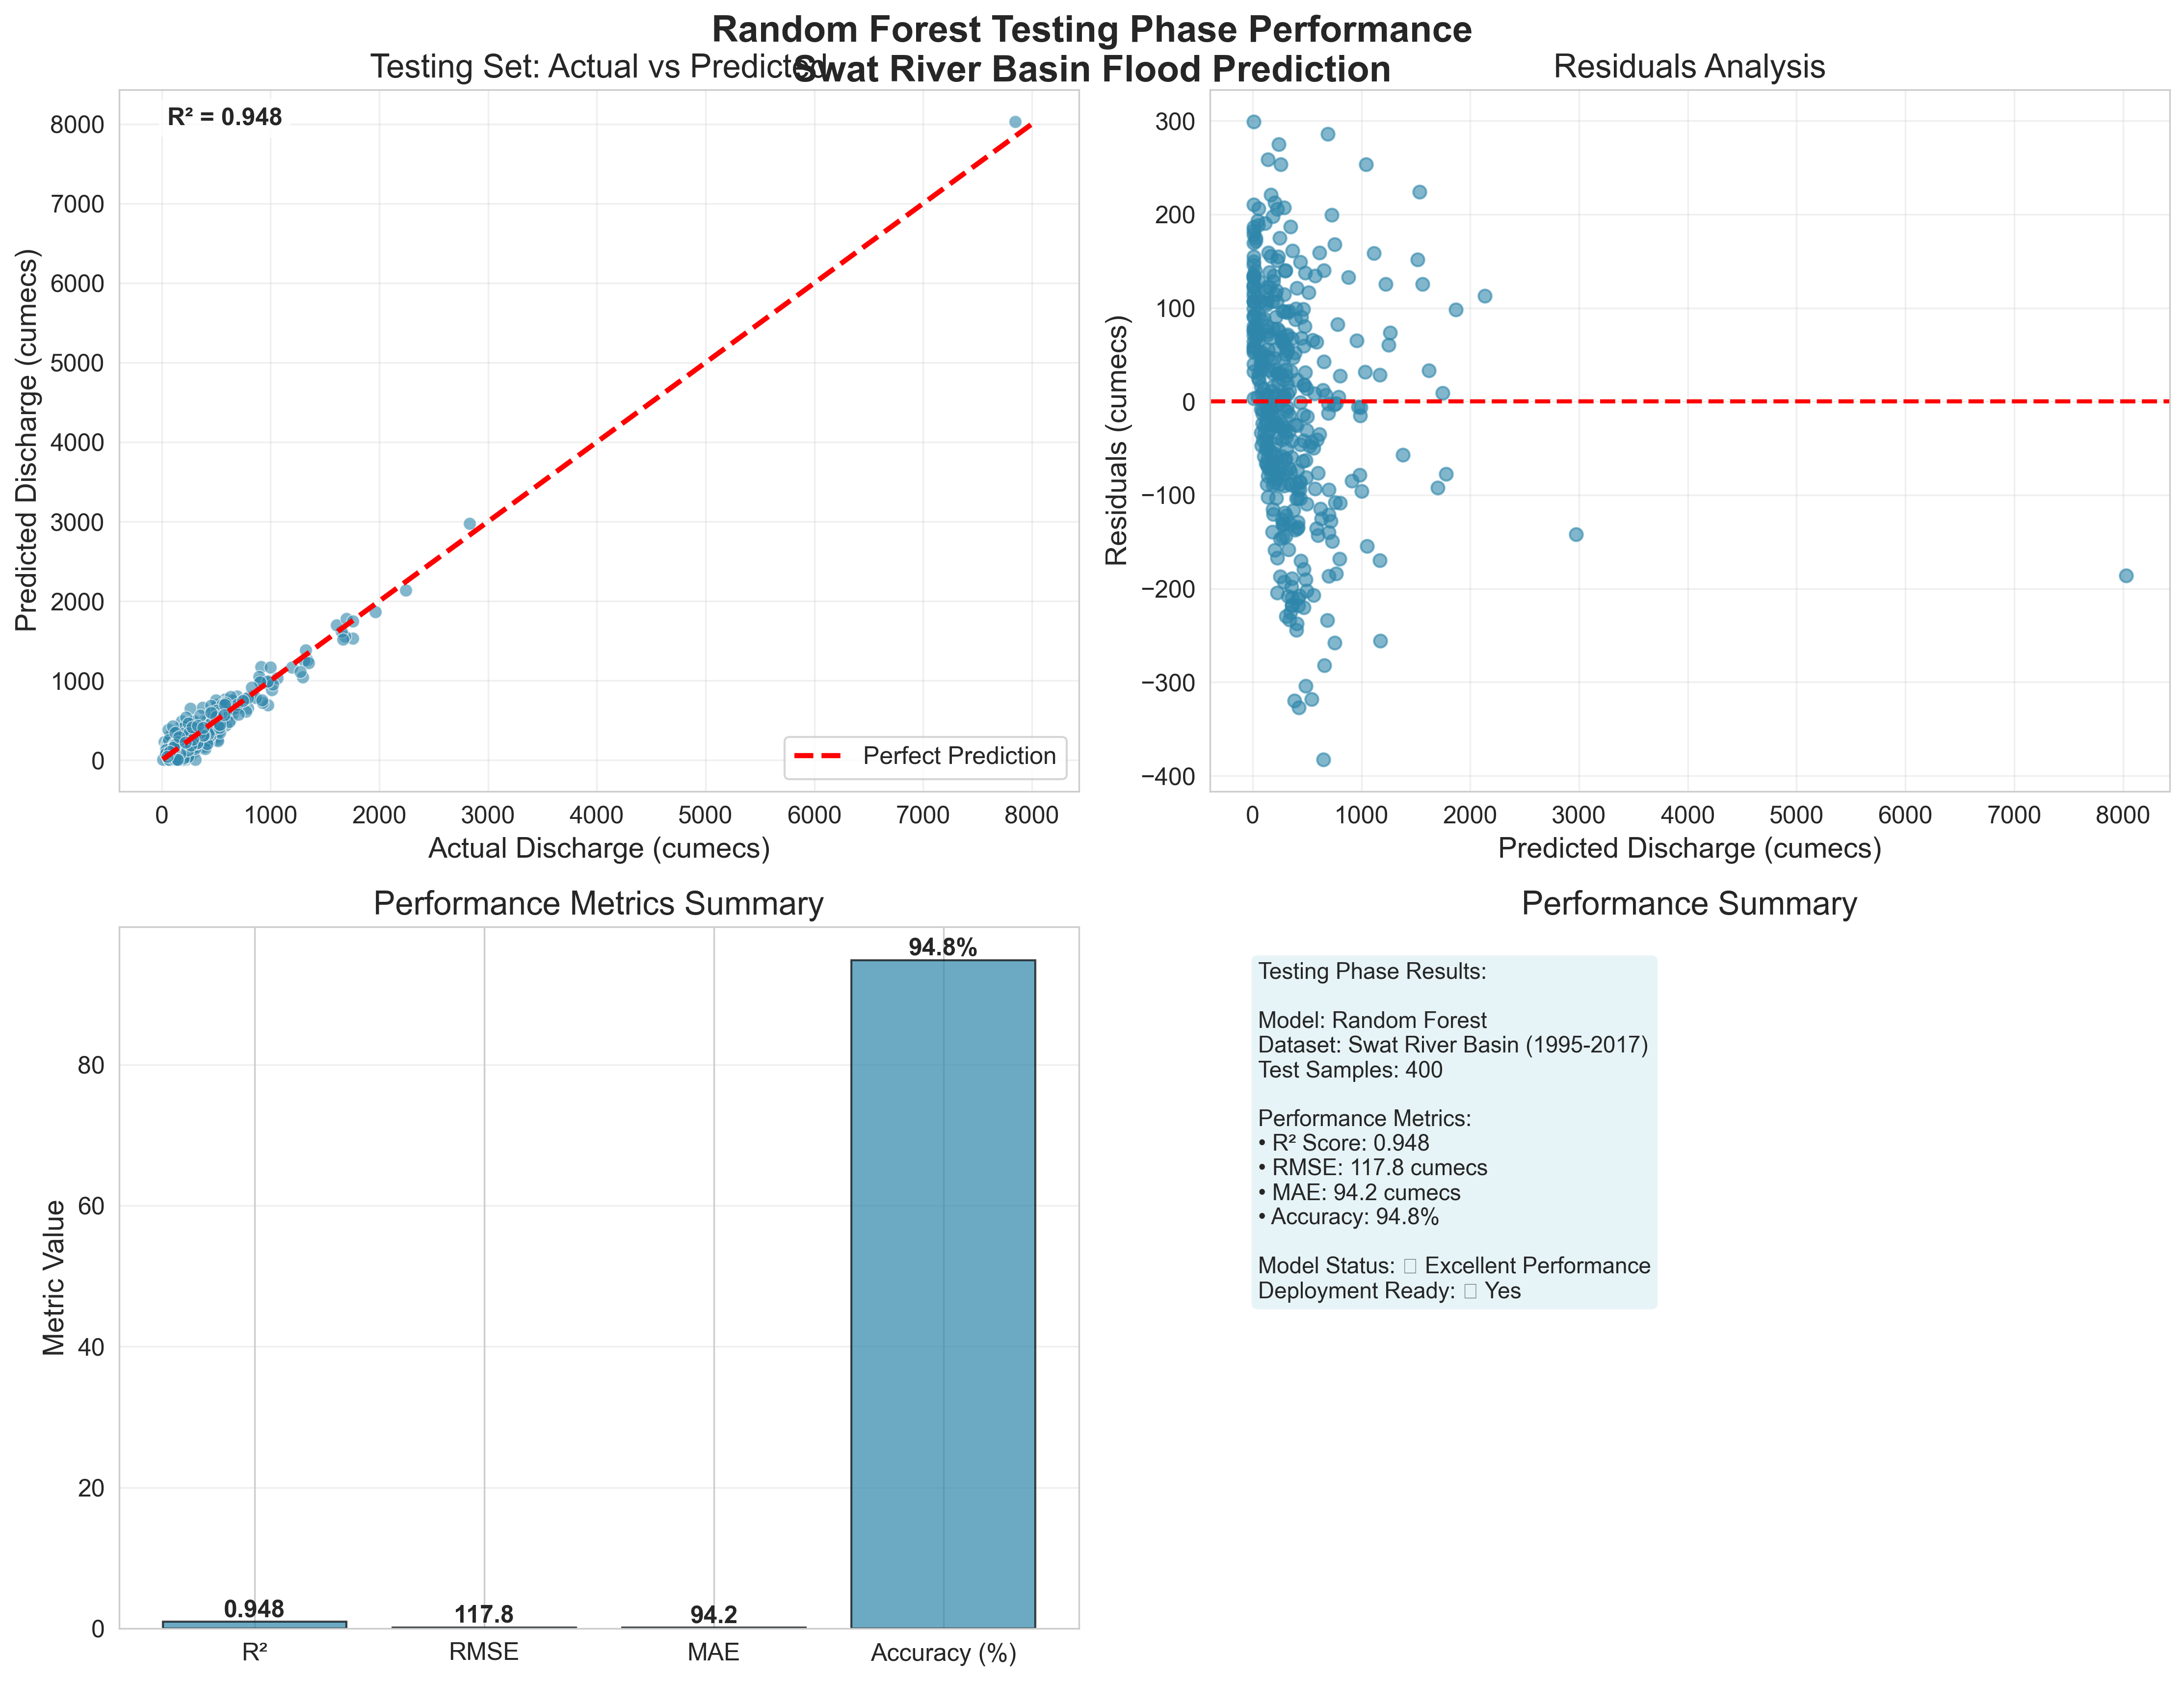 Random Forest Testing Phase Performance
Swat River Basin Flood Prediction
Testing Set: Actual vs Predicted
R² = 0.948
8000
7000
6000
5000
4000
3000
2000
1000
0
Predicted Discharge (cumecs)
Perfect Prediction
0 1000 2000 3000 4000 5000 6000 7000 8000
Actual Discharge (cumecs)
Residuals Analysis
300
200
100
0
−100
−200
−300
−400
Residuals (cumecs)
0 1000 2000 3000 4000 5000 6000 7000 8000
Predicted Discharge (cumecs)
Performance Metrics Summary
80
60
40
20
0
Metric Value
0.948 117.8 94.2 94.8%
R² RMSE MAE Accuracy (%)
Performance Summary
Testing Phase Results:
Model: Random Forest
Dataset: Swat River Basin (1995-2017)
Test Samples: 400
Performance Metrics:
• R² Score: 0.948
• RMSE: 117.8 cumecs
• MAE: 94.2 cumecs
• Accuracy: 94.8%
Model Status: ▯ Excellent Performance
Deployment Ready: ▯ Yes